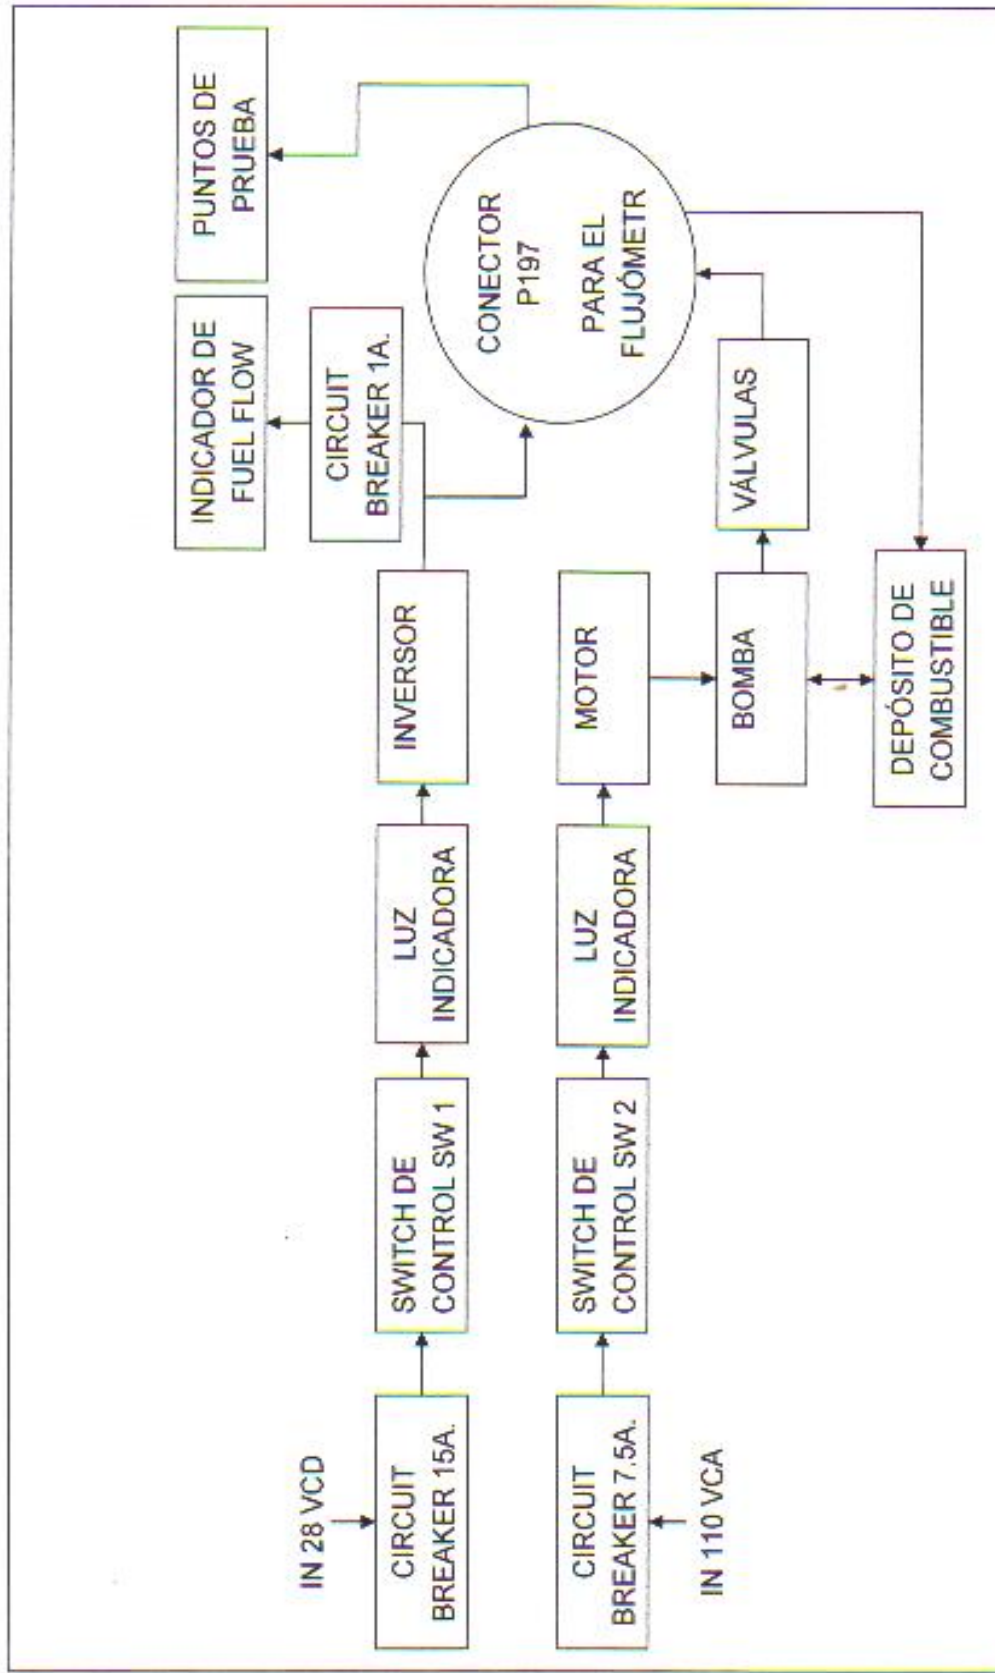 IN 28 VCD
CIRCUIT
BREAKER 15A.
SWITCH DE
CONTROL SW 1
LUZ
INDICADORA
INVERSOR
CIRCUIT
BREAKER 1A.
INDICADOR DE
FUEL FLOW
PUNTOS DE
PRUEBA
CONECTOR
P197
PARA EL
FLUJÓMETR
CIRCUIT
BREAKER 7.5A.
IN 110 VCA
SWITCH DE
CONTROL SW 2
LUZ
INDICADORA
MOTOR
BOMBA
VÁLVULAS
DEPÓSITO DE
COMBUSTIBLE